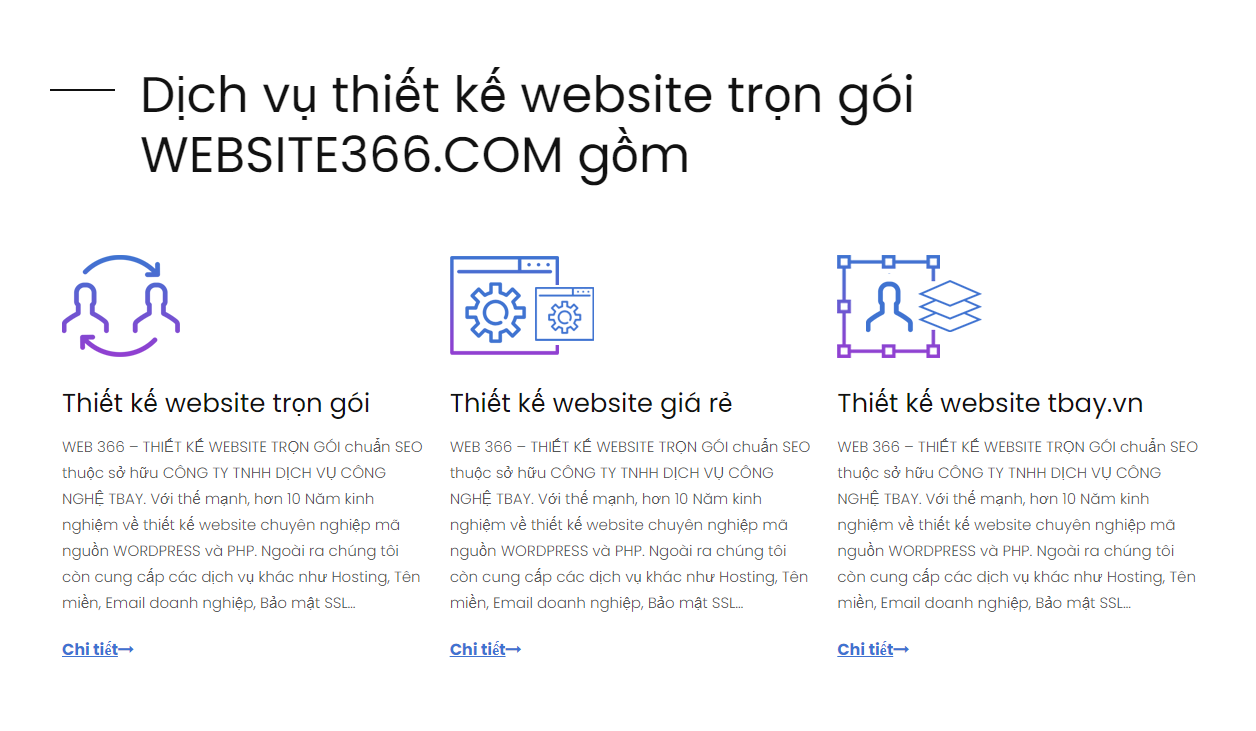 Dịch vụ thiết kế website trọn gói
WEBSITE366.COM gồm
Thiết kế website trọn gói
WEB 366 – THIẾT KẾ WEBSITE TRỌN GÓI chuẩn SEO
thuộc sở hữu CÔNG TY TNHH DỊCH VỤ CÔNG
NGHỆ TBAY. Với thế mạnh, hơn 10 Năm kinh
nghiệm về thiết kế website chuyên nghiệp mã
nguồn WORDPRESS và PHP. Ngoài ra chúng tôi
còn cung cấp các dịch vụ khác như Hosting, Tên
miền, Email doanh nghiệp, Bảo mật SSL…
Chi tiết→
Thiết kế website giá rẻ
WEB 366 – THIẾT KẾ WEBSITE TRỌN GÓI chuẩn SEO
thuộc sở hữu CÔNG TY TNHH DỊCH VỤ CÔNG
NGHỆ TBAY. Với thế mạnh, hơn 10 Năm kinh
nghiệm về thiết kế website chuyên nghiệp mã
nguồn WORDPRESS và PHP. Ngoài ra chúng tôi
còn cung cấp các dịch vụ khác như Hosting, Tên
miền, Email doanh nghiệp, Bảo mật SSL…
Chi tiết→
Thiết kế website tbay.vn
WEB 366 – THIẾT KẾ WEBSITE TRỌN GÓI chuẩn SEO
thuộc sở hữu CÔNG TY TNHH DỊCH VỤ CÔNG
NGHỆ TBAY. Với thế mạnh, hơn 10 Năm kinh
nghiệm về thiết kế website chuyên nghiệp mã
nguồn WORDPRESS và PHP. Ngoài ra chúng tôi
còn cung cấp các dịch vụ khác như Hosting, Tên
miền, Email doanh nghiệp, Bảo mật SSL…
Chi tiết→